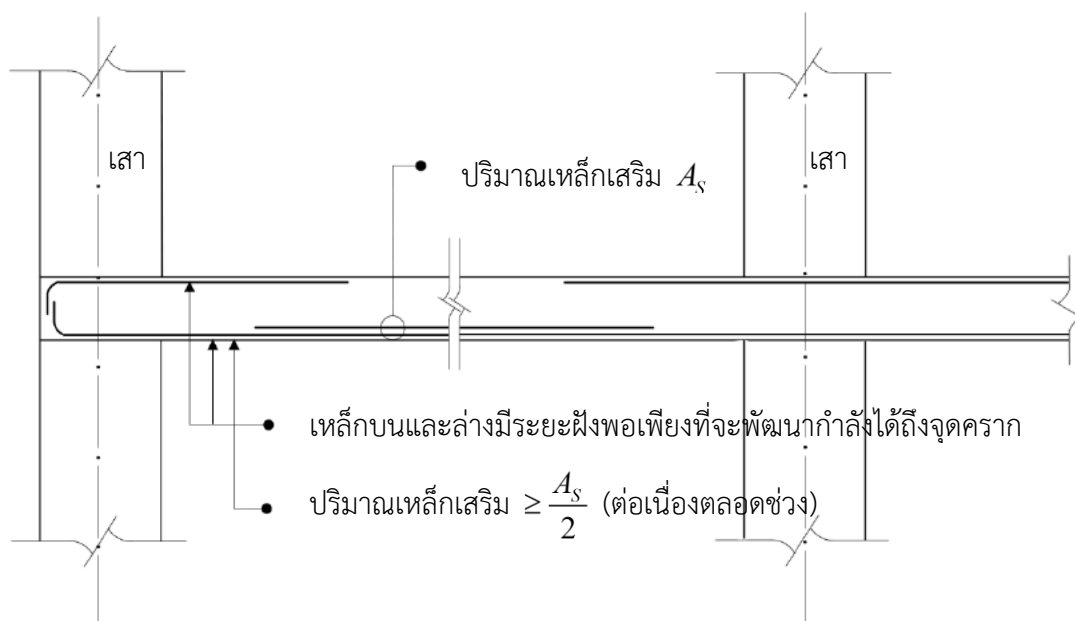 เสา
เสา
ปริมาณเหล็กเสริม A_S
เหล็กบนและล่างมีระยะฝังพอเพียงที่จะพัฒนากำลังได้ถึงจุดคราก
ปริมาณเหล็กเสริม ≥ A_S/2 (ต่อเนื่องตลอดช่วง)